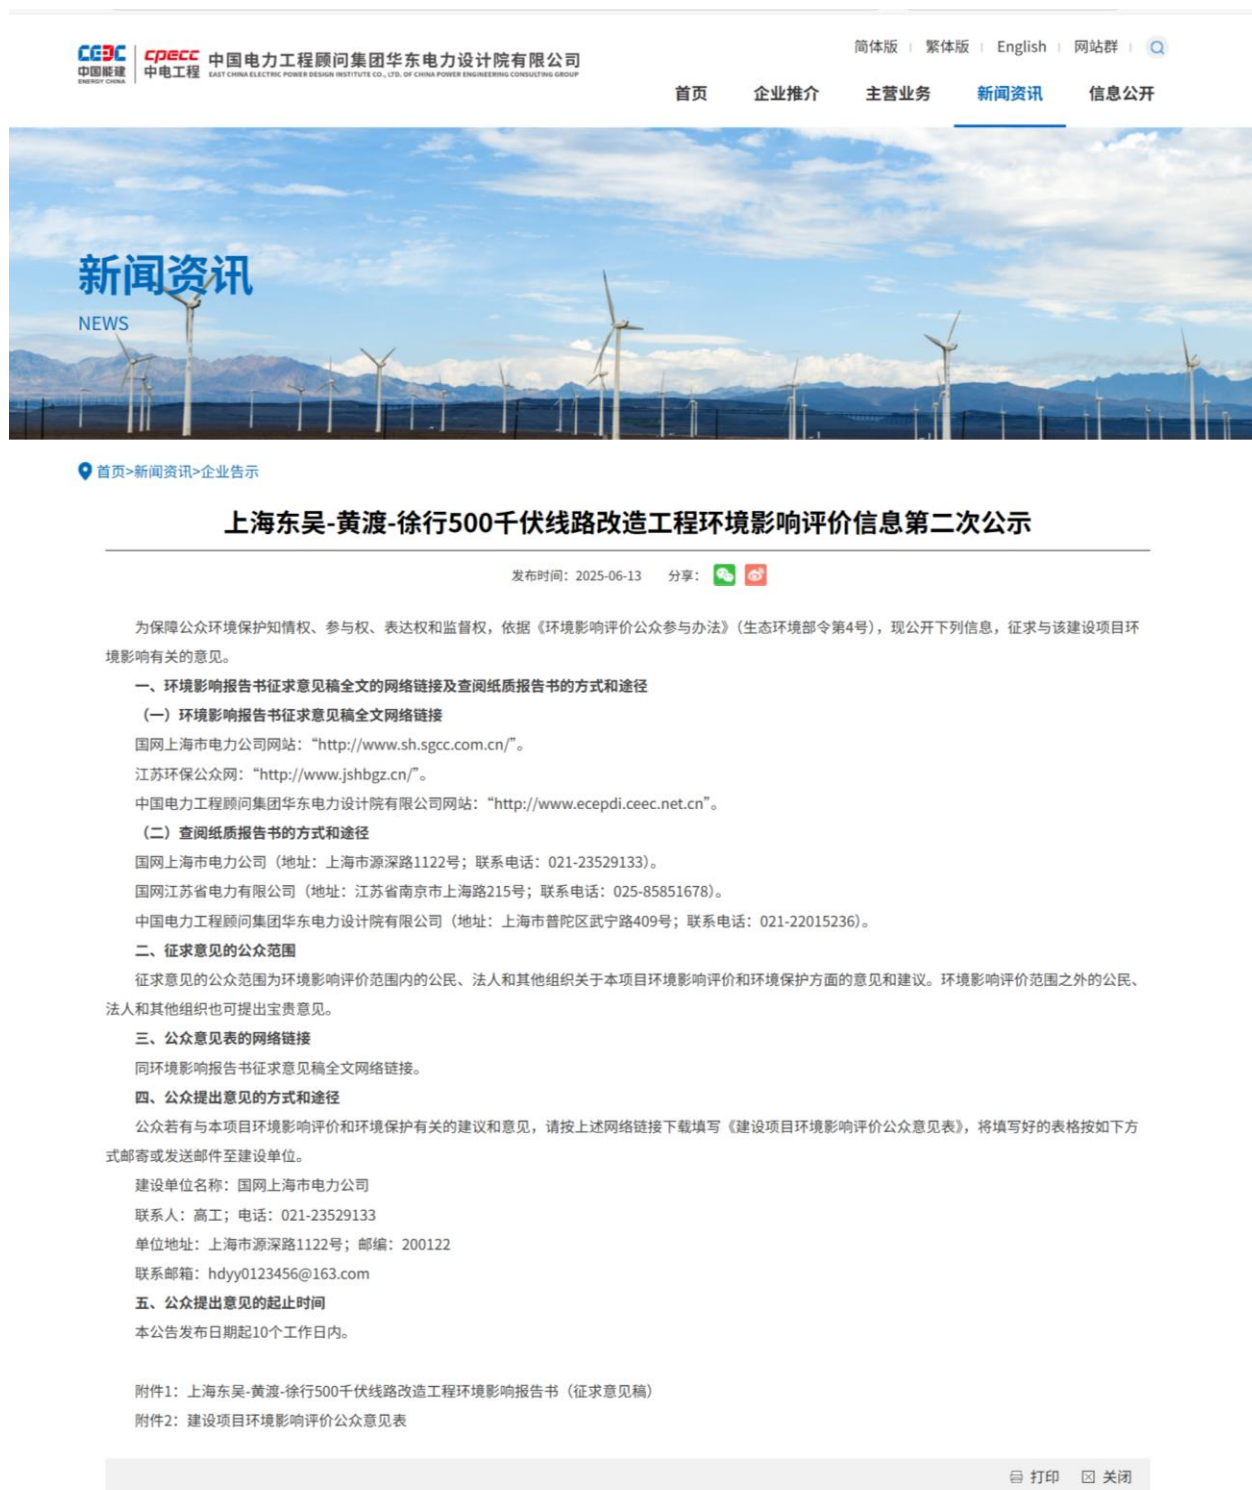 简体版 | 繁体版 | English | 网站群 |
CEEC 中国能建 ENERGY CHINA
cpecc 中电工程
中国电力工程顾问集团华东电力设计院有限公司
EAST CHINA ELECTRIC POWER DESIGN INSTITUTE CO., LTD. OF CHINA POWER ENGINEERING CONSULTING GROUP
首页 企业推介 主营业务 新闻资讯 信息公开
新闻资讯
NEWS
首页>新闻资讯>企业告示
上海东吴-黄渡-徐行500千伏线路改造工程环境影响评价信息第二次公示
发布时间：2025-06-13 分享：
为保障公众环境保护知情权、参与权、表达权和监督权，依据《环境影响评价公众参与办法》（生态环境部令第4号），现公开下列信息，征求与该建设项目环
境影响有关的意见。
一、环境影响报告书征求意见稿全文的网络链接及查阅纸质报告书的方式和途径
（一）环境影响报告书征求意见稿全文网络链接
国网上海市电力公司网站：“http://www.sh.sgcc.com.cn/”。
江苏环保公众网：“http://www.jshbgz.cn/”。
中国电力工程顾问集团华东电力设计院有限公司网站：“http://www.ecepdi.ceec.net.cn”。
（二）查阅纸质报告书的方式和途径
国网上海市电力公司（地址：上海市源深路1122号；联系电话：021-23529133）。
国网江苏省电力有限公司（地址：江苏省南京市上海路215号；联系电话：025-85851678）。
中国电力工程顾问集团华东电力设计院有限公司（地址：上海市普陀区武宁路409号；联系电话：021-22015236）。
二、征求意见的公众范围
征求意见的公众范围为环境影响评价范围内的公民、法人和其他组织关于本项目环境影响评价和环境保护方面的意见和建议。环境影响评价范围之外的公民、
法人和其他组织也可提出宝贵意见。
三、公众意见表的网络链接
同环境影响报告书征求意见稿全文网络链接。
四、公众提出意见的方式和途径
公众若有与本项目环境影响评价和环境保护有关的建议和意见，请按上述网络链接下载填写《建设项目环境影响评价公众意见表》，将填写好的表格按如下方
式邮寄或发送邮件至建设单位。
建设单位名称：国网上海市电力公司
联系人：高工；电话：021-23529133
单位地址：上海市源深路1122号；邮编：200122
联系邮箱：hdyy0123456@163.com
五、公众提出意见的起止时间
本公告发布日期起10个工作日内。
附件1：上海东吴-黄渡-徐行500千伏线路改造工程环境影响报告书（征求意见稿）
附件2：建设项目环境影响评价公众意见表
打印 关闭